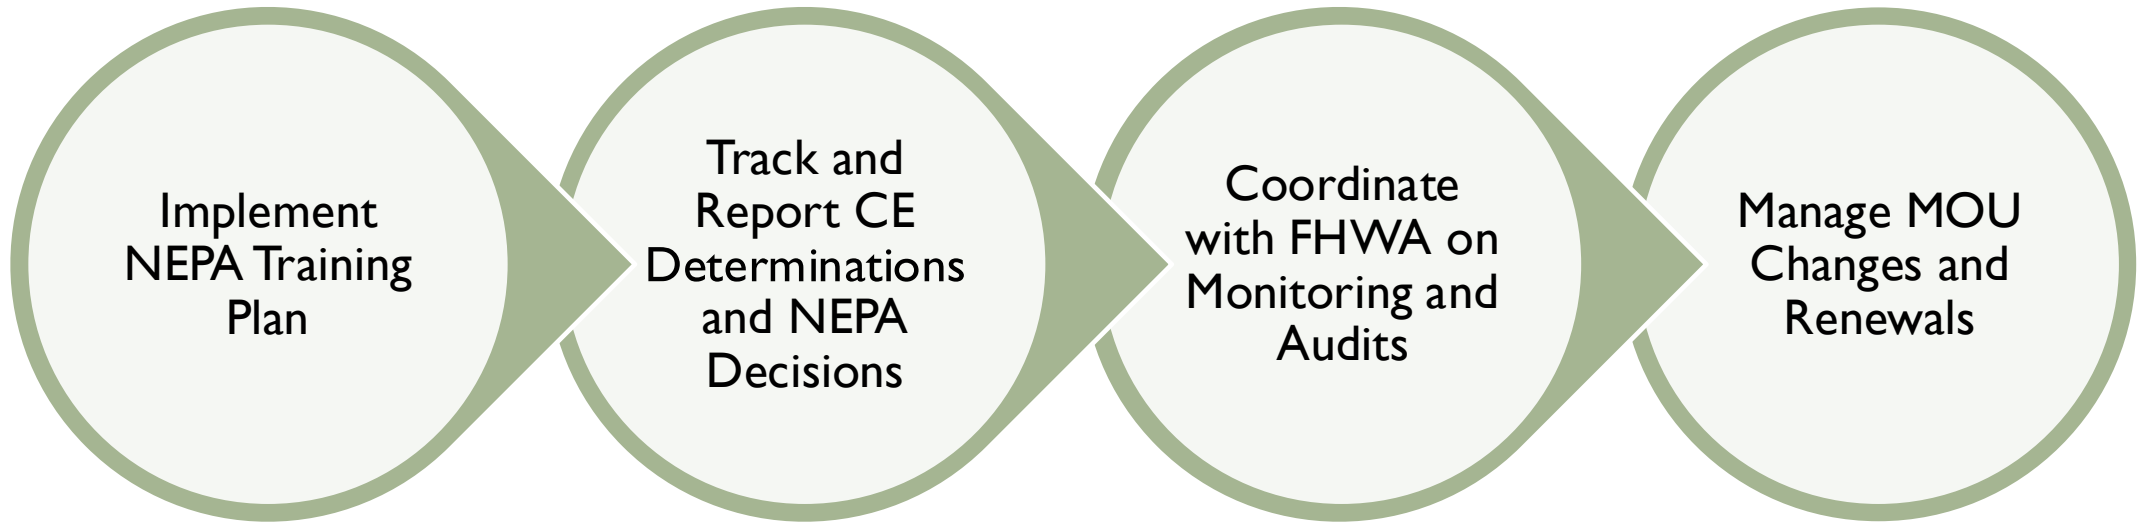 Implement
NEPA Training
Plan
Track and
Report CE
Determinations
and NEPA
Decisions
Coordinate
with FHWA on
Monitoring and
Audits
Manage MOU
Changes and
Renewals